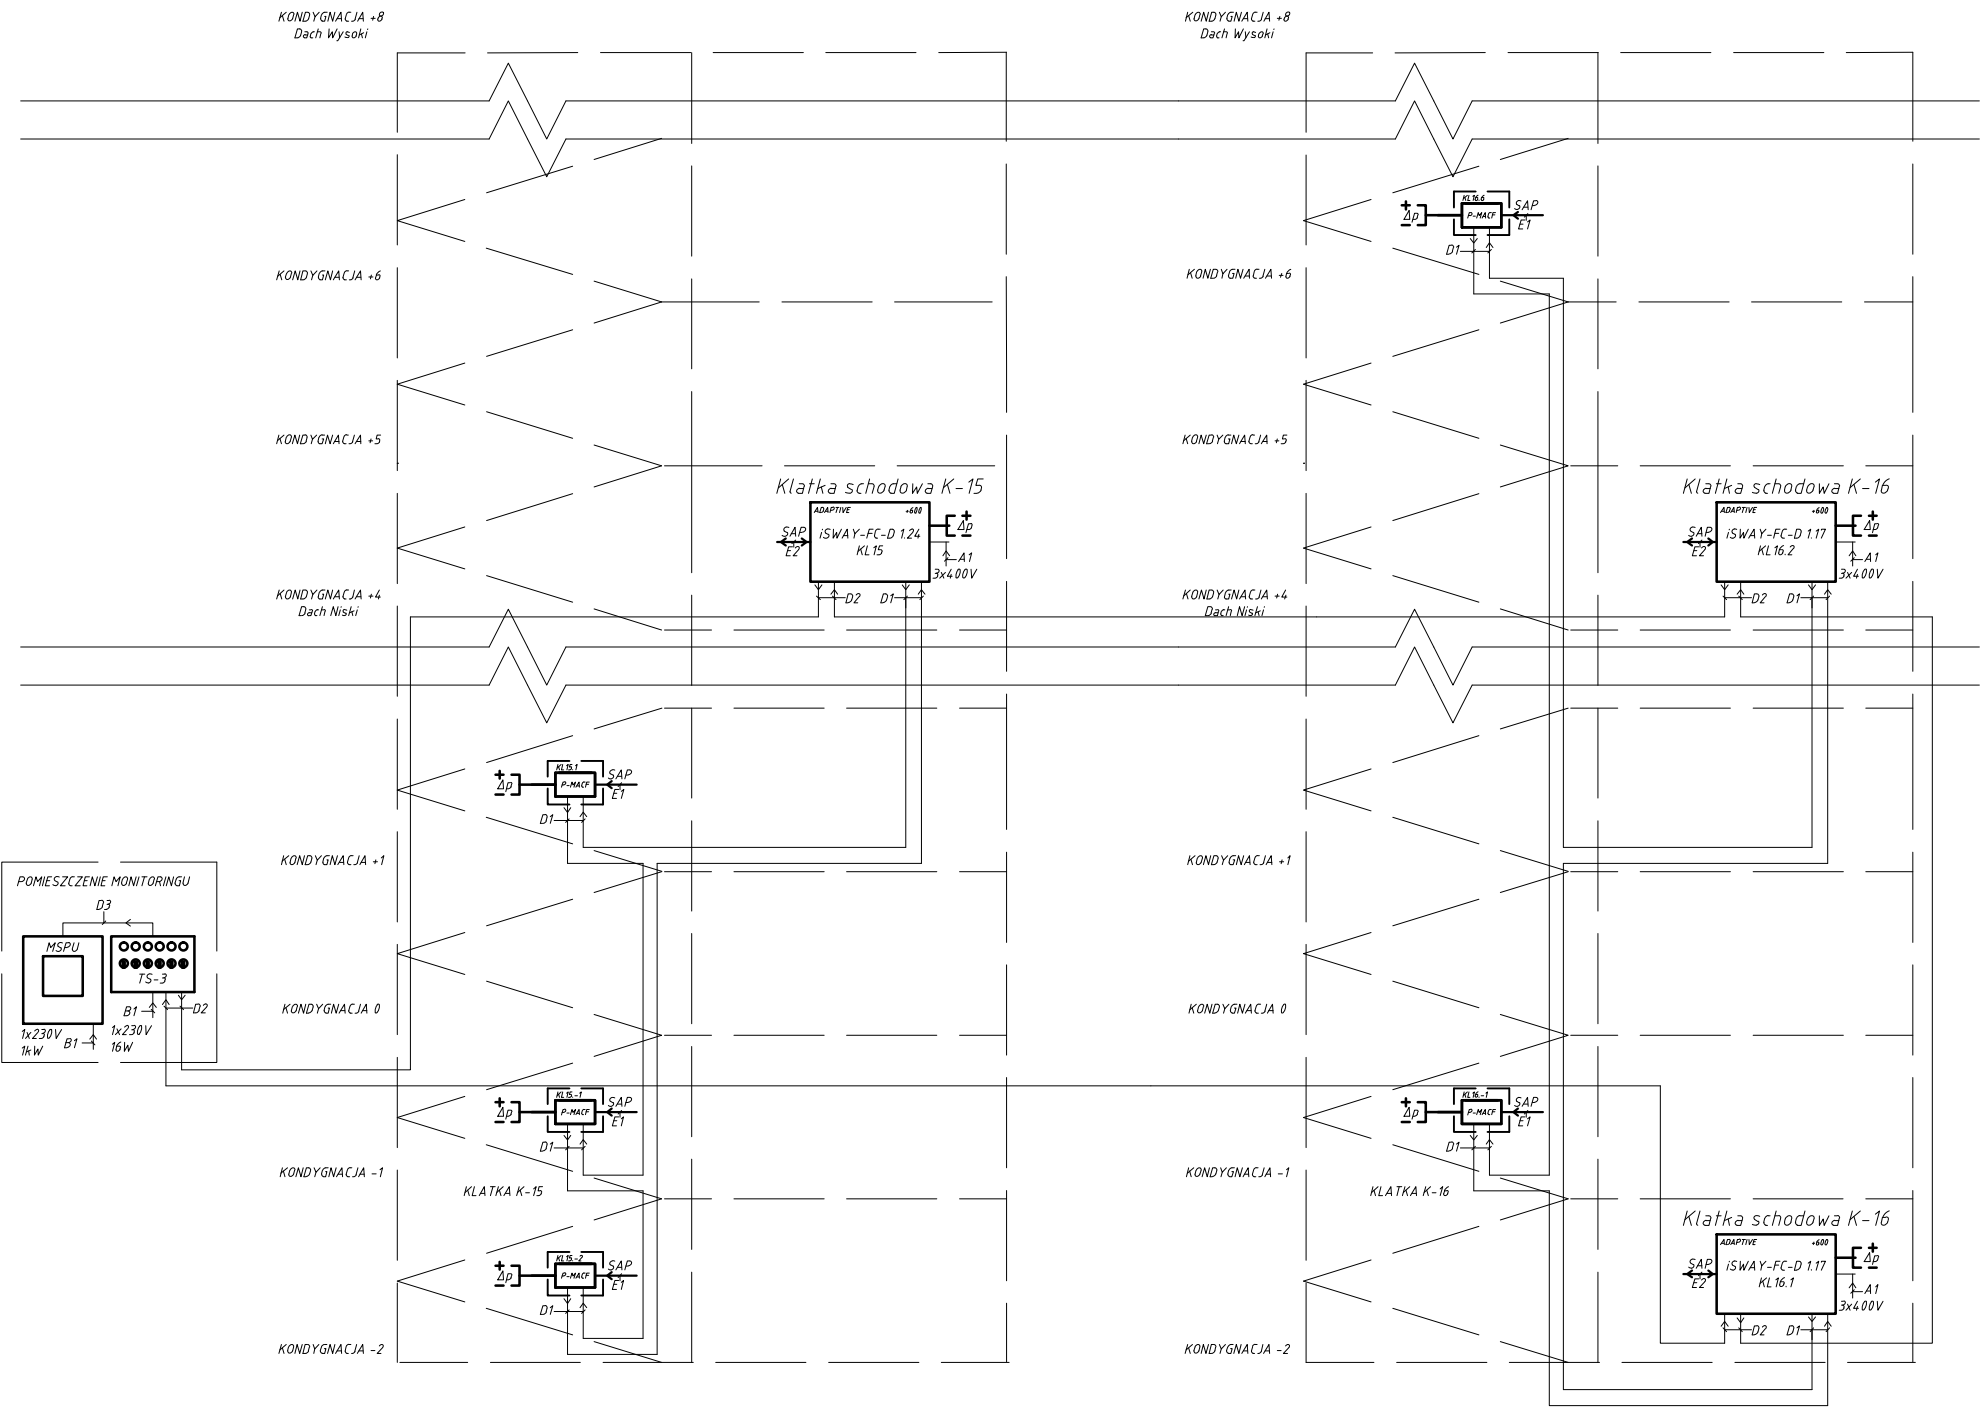 KONDYGNACJA +8
Dach Wysoki
KONDYGNACJA +8
Dach Wysoki
KL16.6
P-MACF
+
Δp
−
SAP
E1
D1
KONDYGNACJA +6
KONDYGNACJA +6
KONDYGNACJA +5
KONDYGNACJA +5
Klatka schodowa K-15
ADAPTIVE +600
iSWAY-FC-D 1.24
KL15
SAP
E2
+
Δp
−
A1
3x400V
D2 D1
Klatka schodowa K-16
ADAPTIVE +600
iSWAY-FC-D 1.17
KL16.2
SAP
E2
+
Δp
−
A1
3x400V
D2 D1
KONDYGNACJA +4
Dach Niski
KONDYGNACJA +4
Dach Niski
KL15.1
P-MACF
+
Δp
−
SAP
E1
D1
KONDYGNACJA +1
KONDYGNACJA +1
POMIESZCZENIE MONITORINGU
D3
MSPU
TS-3
B1
D2
1x230V
16W
1x230V
1kW
B1
KONDYGNACJA 0
KONDYGNACJA 0
KL15.-1
P-MACF
+
Δp
−
SAP
E1
D1
KL16.-1
P-MACF
+
Δp
−
SAP
E1
D1
KONDYGNACJA -1
KONDYGNACJA -1
KLATKA K-15
KLATKA K-16
KL15.-2
P-MACF
+
Δp
−
SAP
E1
D1
Klatka schodowa K-16
ADAPTIVE +600
iSWAY-FC-D 1.17
KL16.1
SAP
E2
+
Δp
−
A1
3x400V
D2 D1
KONDYGNACJA -2
KONDYGNACJA -2